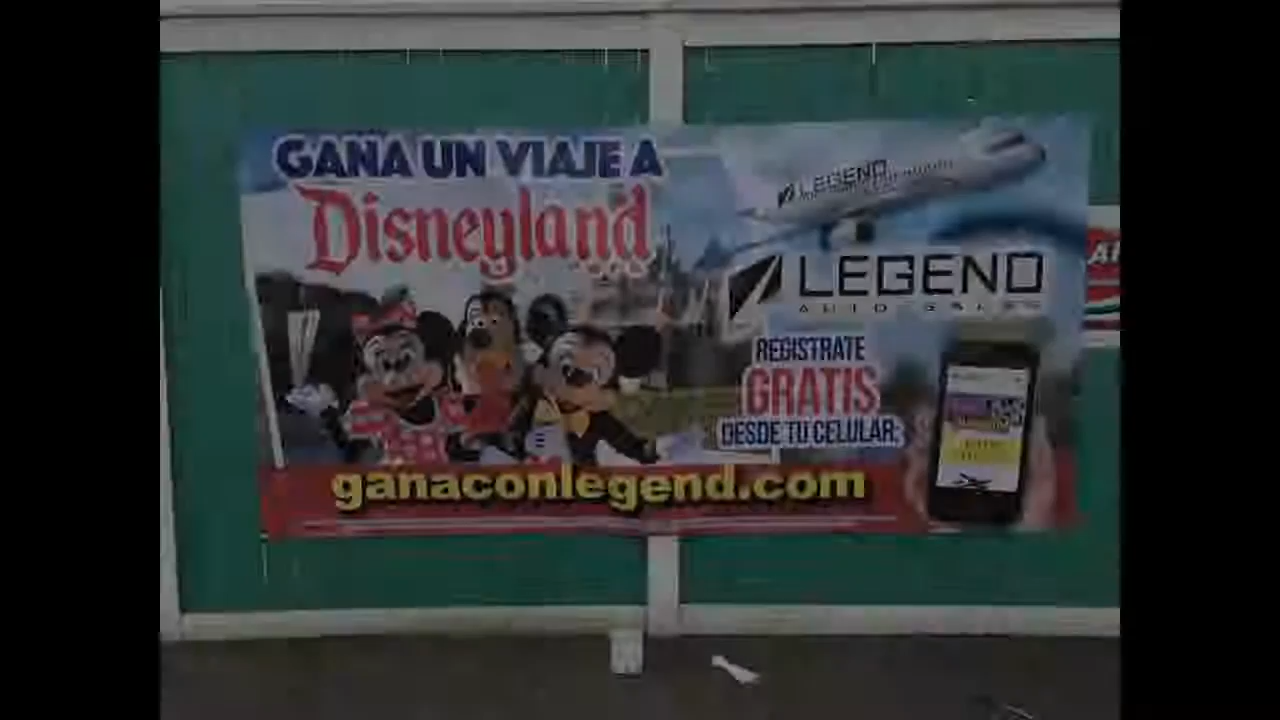 GANA UN VIAJE A
Disneyland
LEGEND
LEGEND
AUTO SALES
REGISTRATE
GRATIS
DESDE TU CELULAR:
ganaconlegend.com